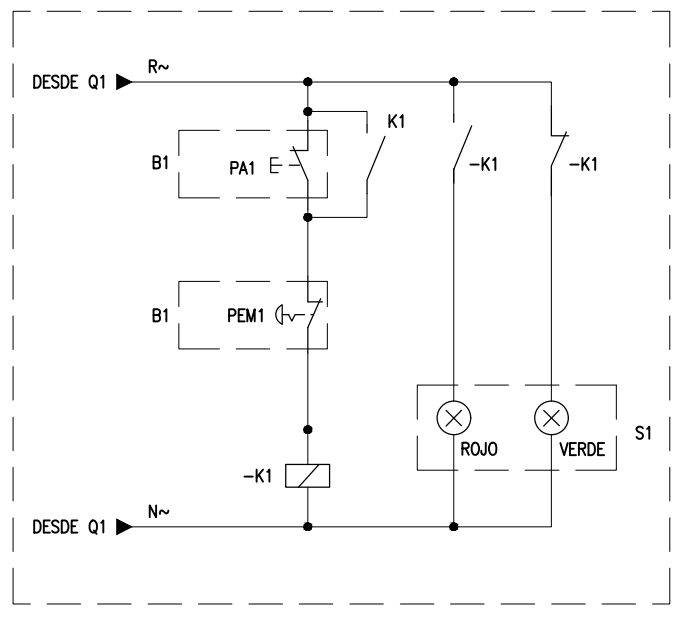 DESDE Q1
R~
K1
B1
PA1
-K1
-K1
B1
PEM1
S1
ROJO
VERDE
-K1
N~
DESDE Q1